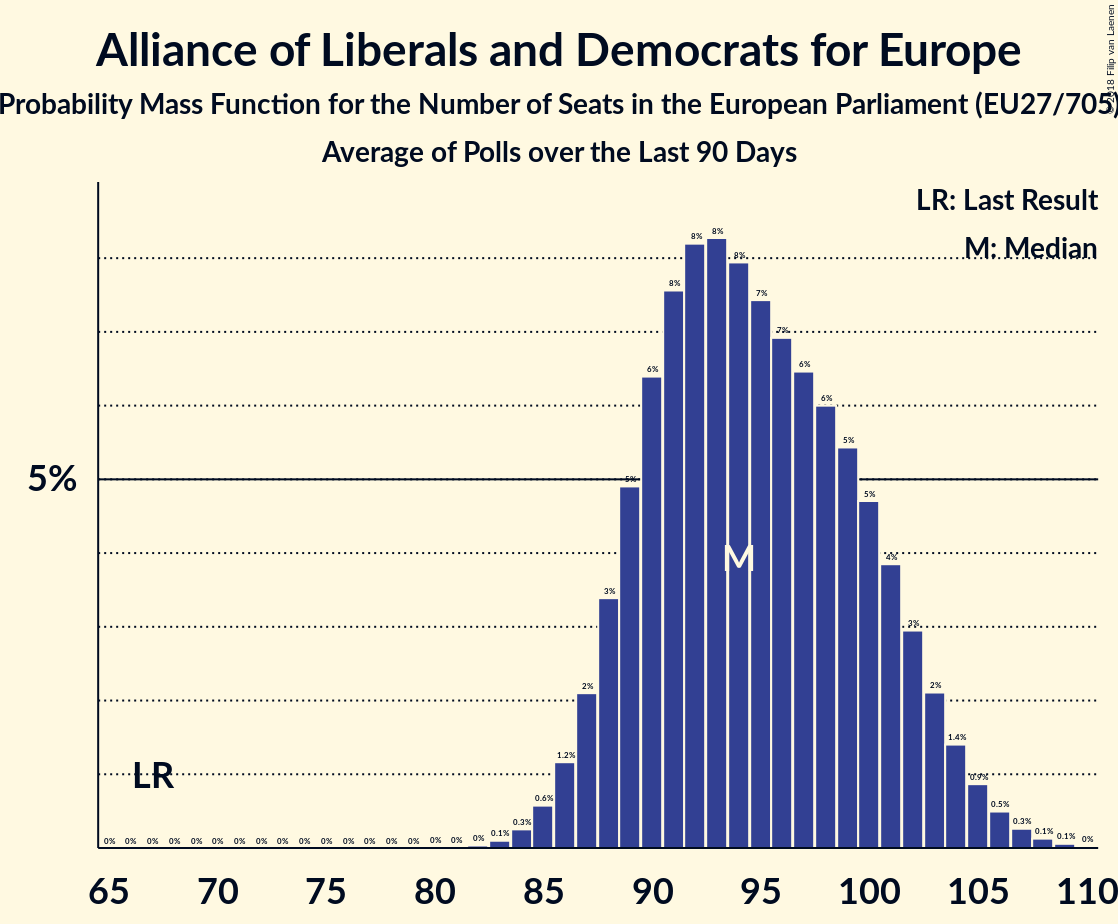 Alliance of Liberals and Democrats for Europe
Probability Mass Function for the Number of Seats in the European Parliament (EU27/705)
Average of Polls over the Last 90 Days
© 2018 Filip van Laenen
LR: Last Result
M: Median
5%
LR
M
0% 0% 0% 0% 0% 0% 0% 0% 0% 0% 0% 0% 0% 0% 0% 0% 0% 0% 0.1% 0.3% 0.6% 1.2% 2% 3% 5% 6% 8% 8% 8% 8% 7% 7% 6% 6% 5% 5% 4% 3% 2% 1.4% 0.9% 0.5% 0.3% 0.1% 0.1% 0%
65 70 75 80 85 90 95 100 105 110